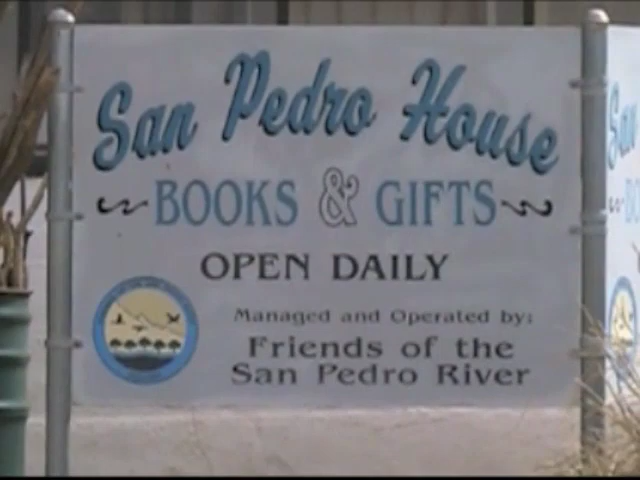 San Pedro House
BOOKS & GIFTS
OPEN DAILY
Managed and Operated by:
Friends of the
San Pedro River